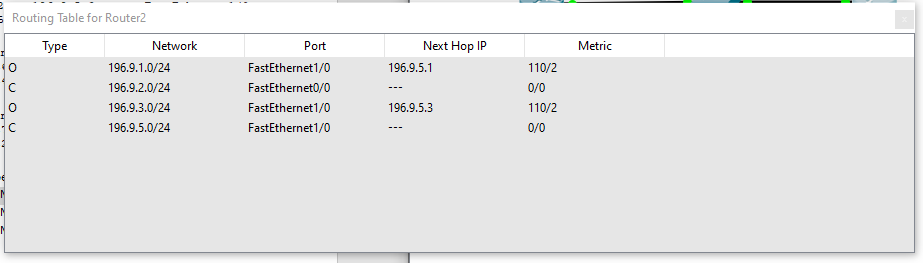 Routing Table for Router2
Type Network Port Next Hop IP Metric
O 196.9.1.0/24 FastEthernet1/0 196.9.5.1 110/2
C 196.9.2.0/24 FastEthernet0/0 --- 0/0
O 196.9.3.0/24 FastEthernet1/0 196.9.5.3 110/2
C 196.9.5.0/24 FastEthernet1/0 --- 0/0